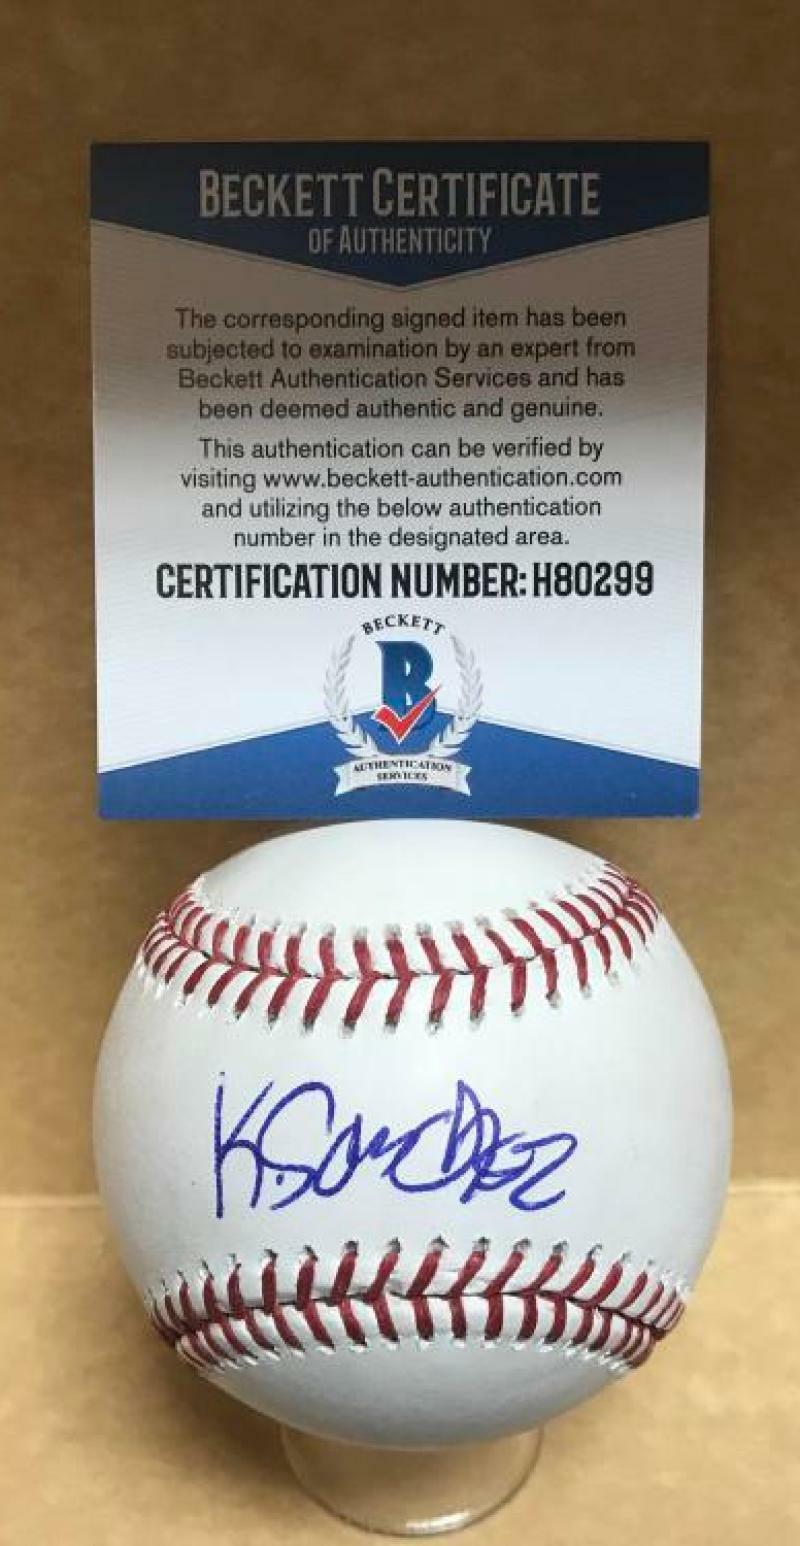 BECKETT CERTIFICATE
OF AUTHENTICITY
The corresponding signed item has been
subjected to examination by an expert from
Beckett Authentication Services and has
been deemed authentic and genuine.
This authentication can be verified by
visiting www.beckett-authentication.com
and utilizing the below authentication
number in the designated area.
CERTIFICATION NUMBER: H80299
BECKETT
B
AUTHENTICATION
SERVICES
K. Sanchez